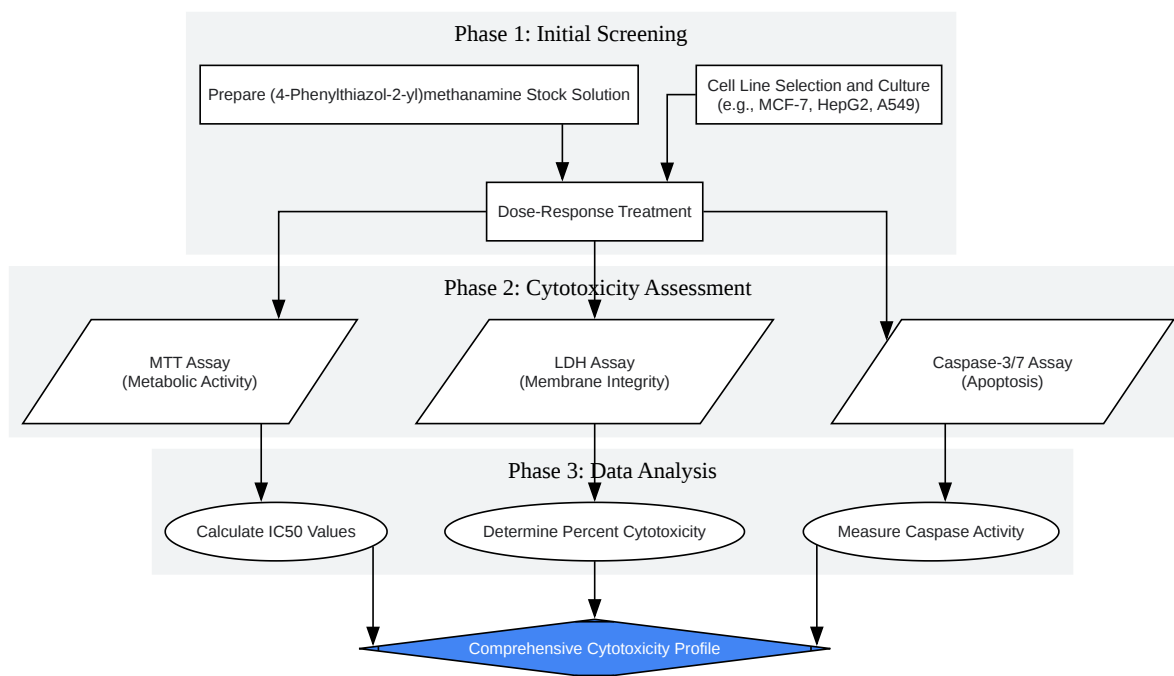 Phase 1: Initial Screening
Prepare (4-Phenylthiazol-2-yl)methanamine Stock Solution
Cell Line Selection and Culture
(e.g., MCF-7, HepG2, A549)
Dose-Response Treatment
Phase 2: Cytotoxicity Assessment
MTT Assay
(Metabolic Activity)
LDH Assay
(Membrane Integrity)
Caspase-3/7 Assay
(Apoptosis)
Phase 3: Data Analysis
Calculate IC50 Values
Determine Percent Cytotoxicity
Measure Caspase Activity
Comprehensive Cytotoxicity Profile